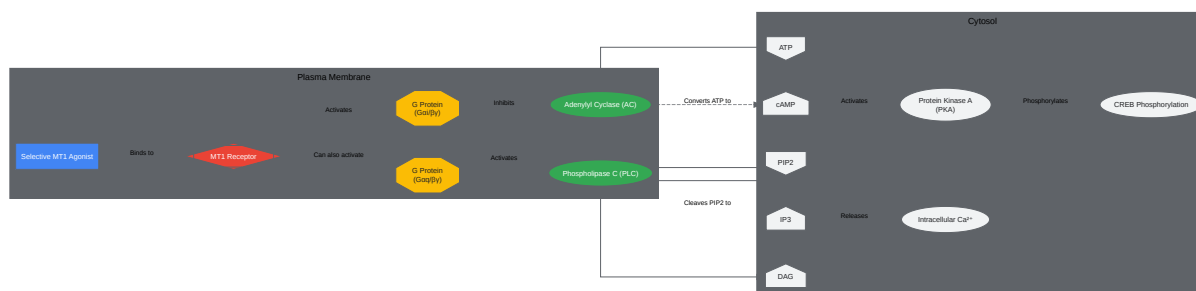 Cytosol
ATP
Plasma Membrane
Activates
G Protein
(Gαi/βγ)
Inhibits
Adenylyl Cyclase (AC)
Converts ATP to
cAMP
Activates
Protein Kinase A
(PKA)
Phosphorylates
CREB Phosphorylation
Selective MT1 Agonist
Binds to
MT1 Receptor
Can also activate
G Protein
(Gαq/βγ)
Activates
Phospholipase C (PLC)
PIP2
Cleaves PIP2 to
IP3
Releases
Intracellular Ca²⁺
DAG